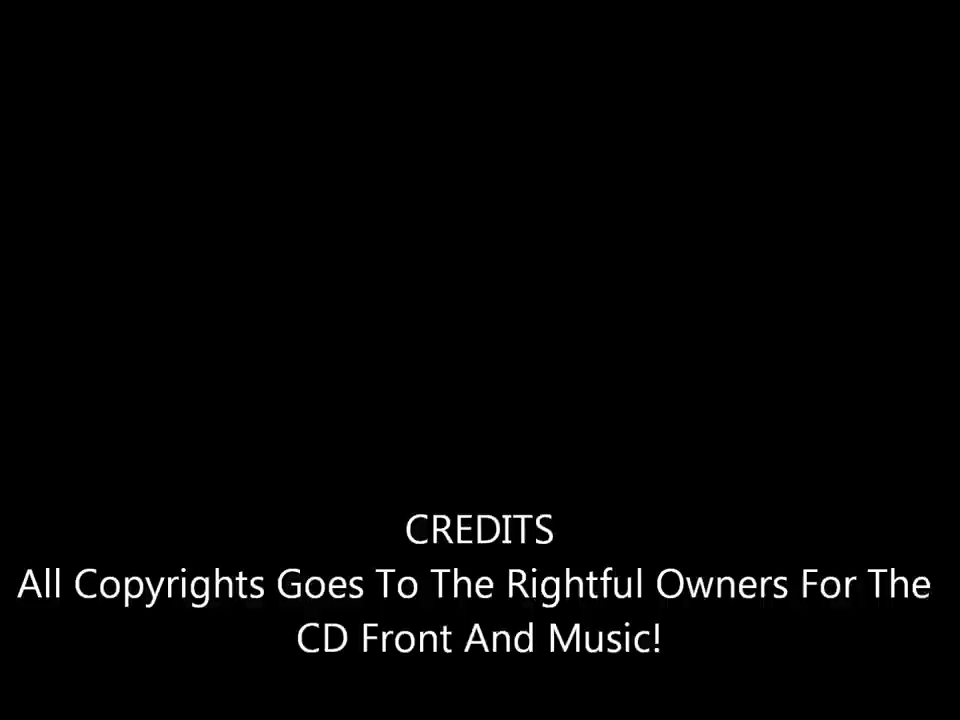 CREDITS
All Copyrights Goes To The Rightful Owners For The
CD Front And Music!